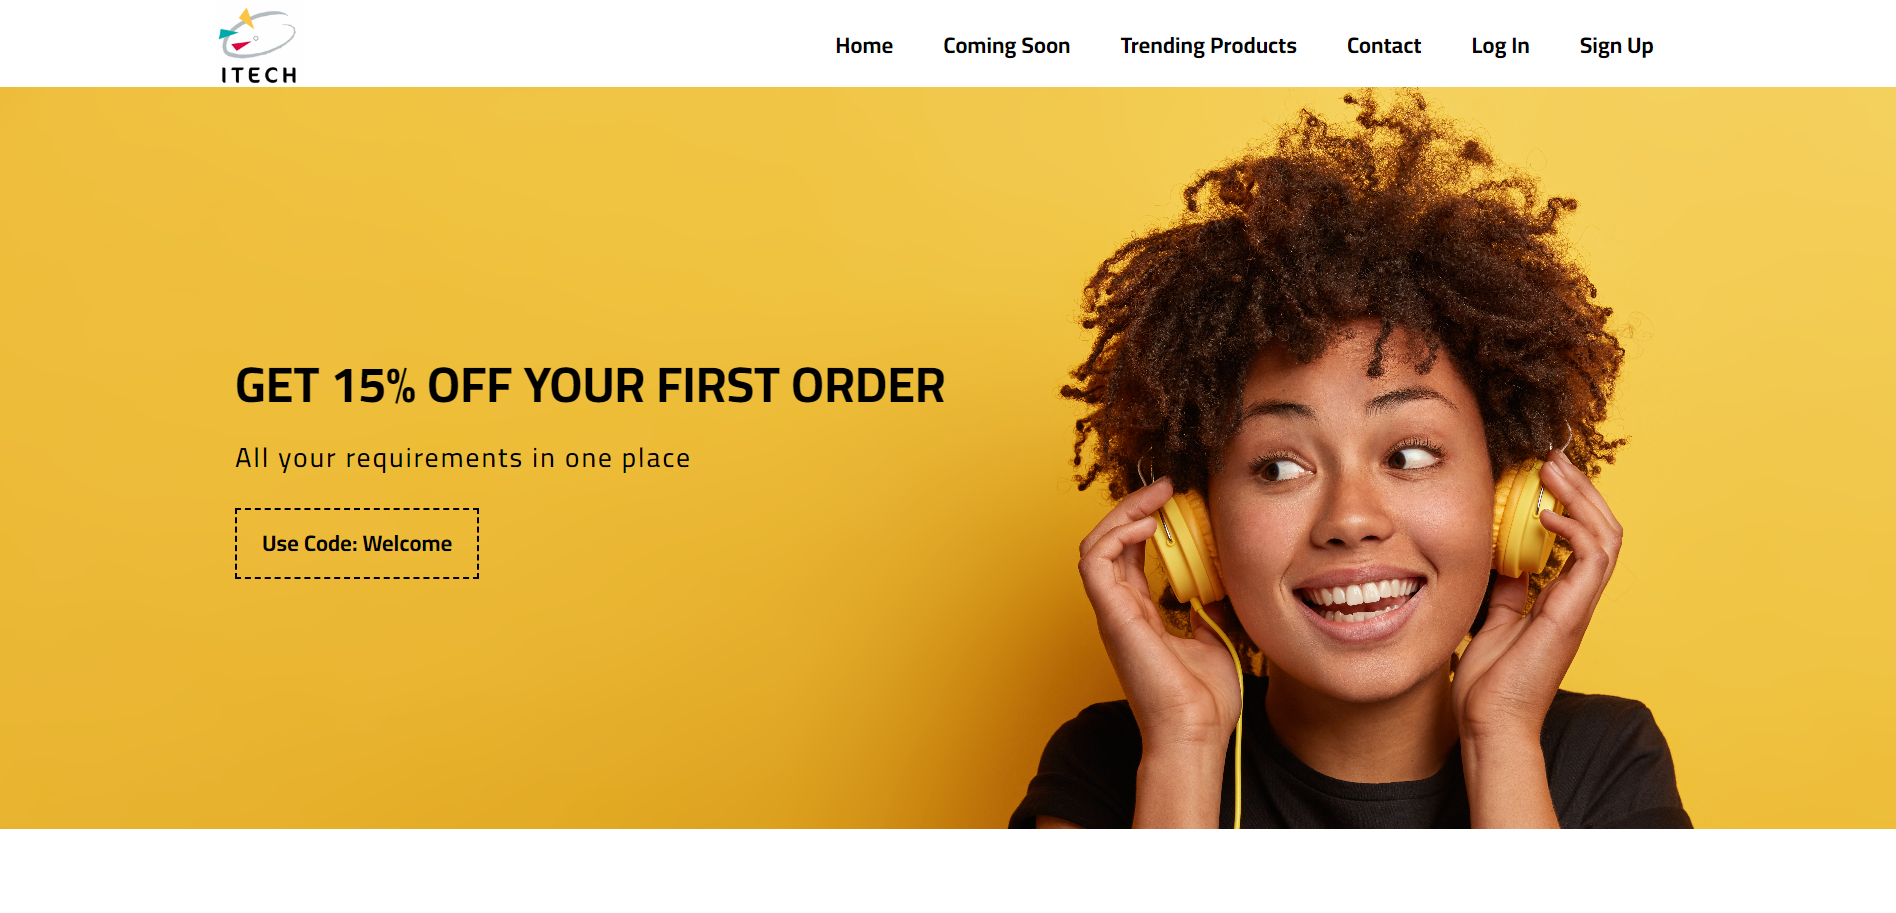 ITECH
Home Coming Soon Trending Products Contact Log In Sign Up
GET 15% OFF YOUR FIRST ORDER
All your requirements in one place
Use Code: Welcome